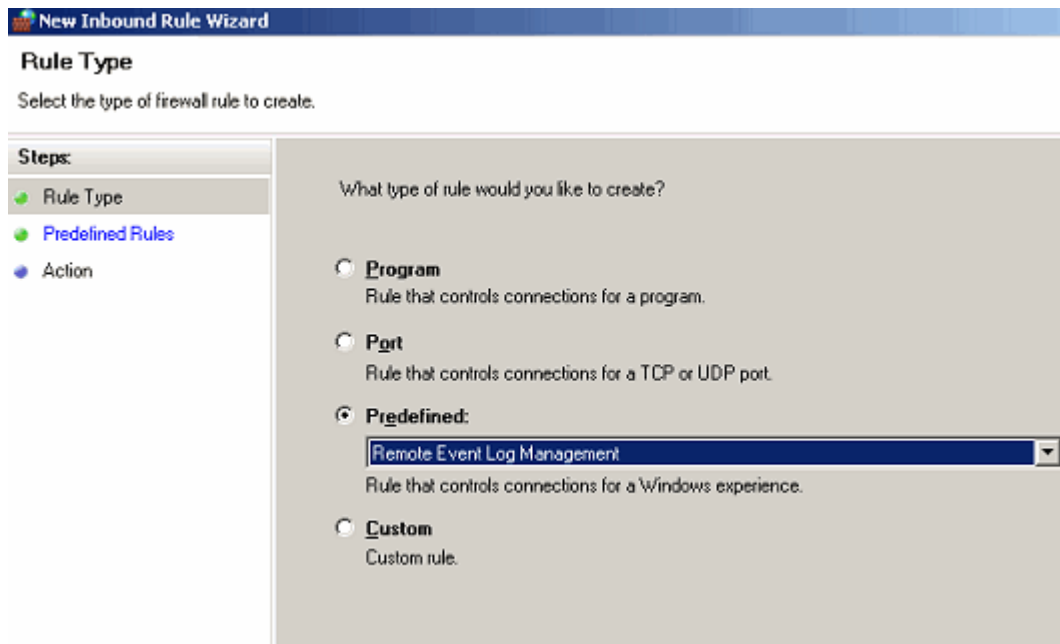 New Inbound Rule Wizard
Rule Type
Select the type of firewall rule to create.
Steps:
Rule Type
Predefined Rules
Action
What type of rule would you like to create?
Program
Rule that controls connections for a program.
Port
Rule that controls connections for a TCP or UDP port.
Predefined:
Remote Event Log Management
Rule that controls connections for a Windows experience.
Custom
Custom rule.